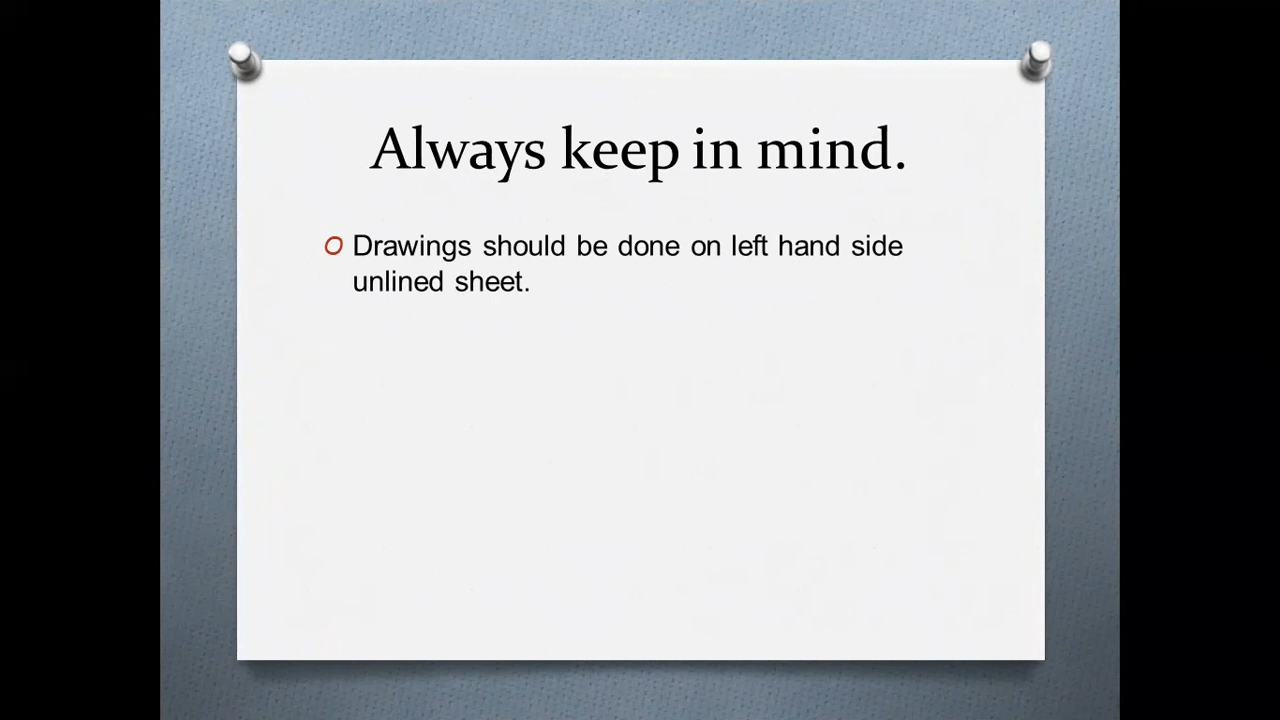 Always keep in mind.
Drawings should be done on left hand side
unlined sheet.